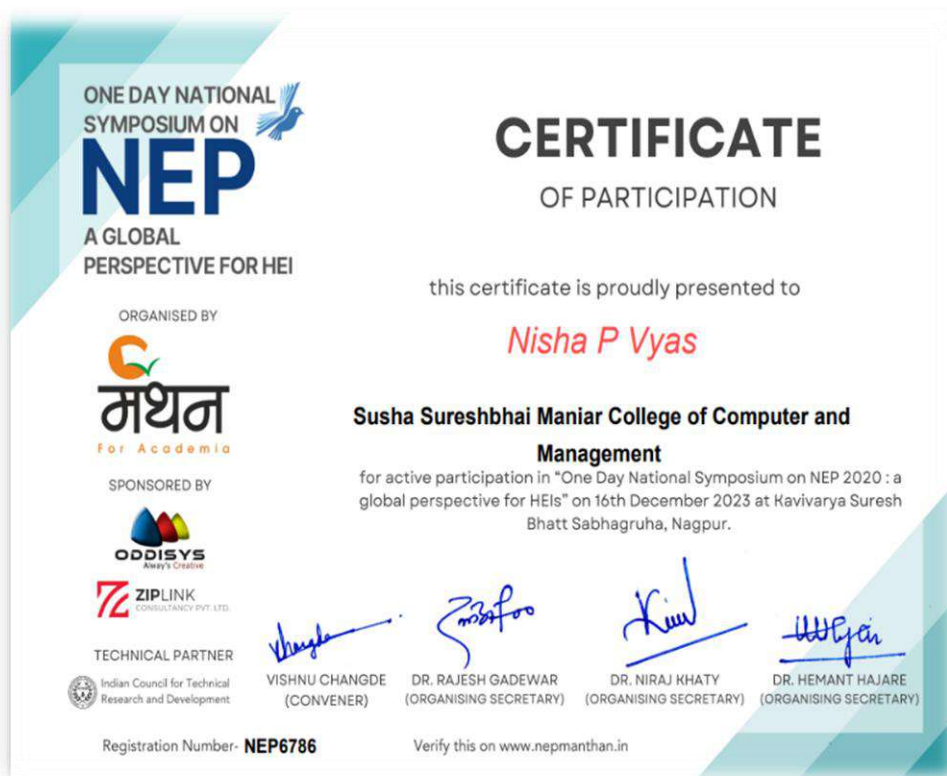 ONE DAY NATIONAL
SYMPOSIUM ON
NEP
A GLOBAL
PERSPECTIVE FOR HEI
ORGANISED BY
मंथन
For Academia
SPONSORED BY
ODDISYS
Alway's Creative
ZIPLINK
CONSULTANCY PVT. LTD.
TECHNICAL PARTNER
Indian Council for Technical
Research and Development
CERTIFICATE
OF PARTICIPATION
this certificate is proudly presented to
Nisha P Vyas
Susha Sureshbhai Maniar College of Computer and
Management
for active participation in "One Day National Symposium on NEP 2020 : a
global perspective for HEIs" on 16th December 2023 at Kavivarya Suresh
Bhatt Sabhagruha, Nagpur.
VISHNU CHANGDE
(CONVENER)
DR. RAJESH GADEWAR
(ORGANISING SECRETARY)
DR. NIRAJ KHATY
(ORGANISING SECRETARY)
DR. HEMANT HAJARE
(ORGANISING SECRETARY)
Registration Number- NEP6786
Verify this on www.nepmanthan.in